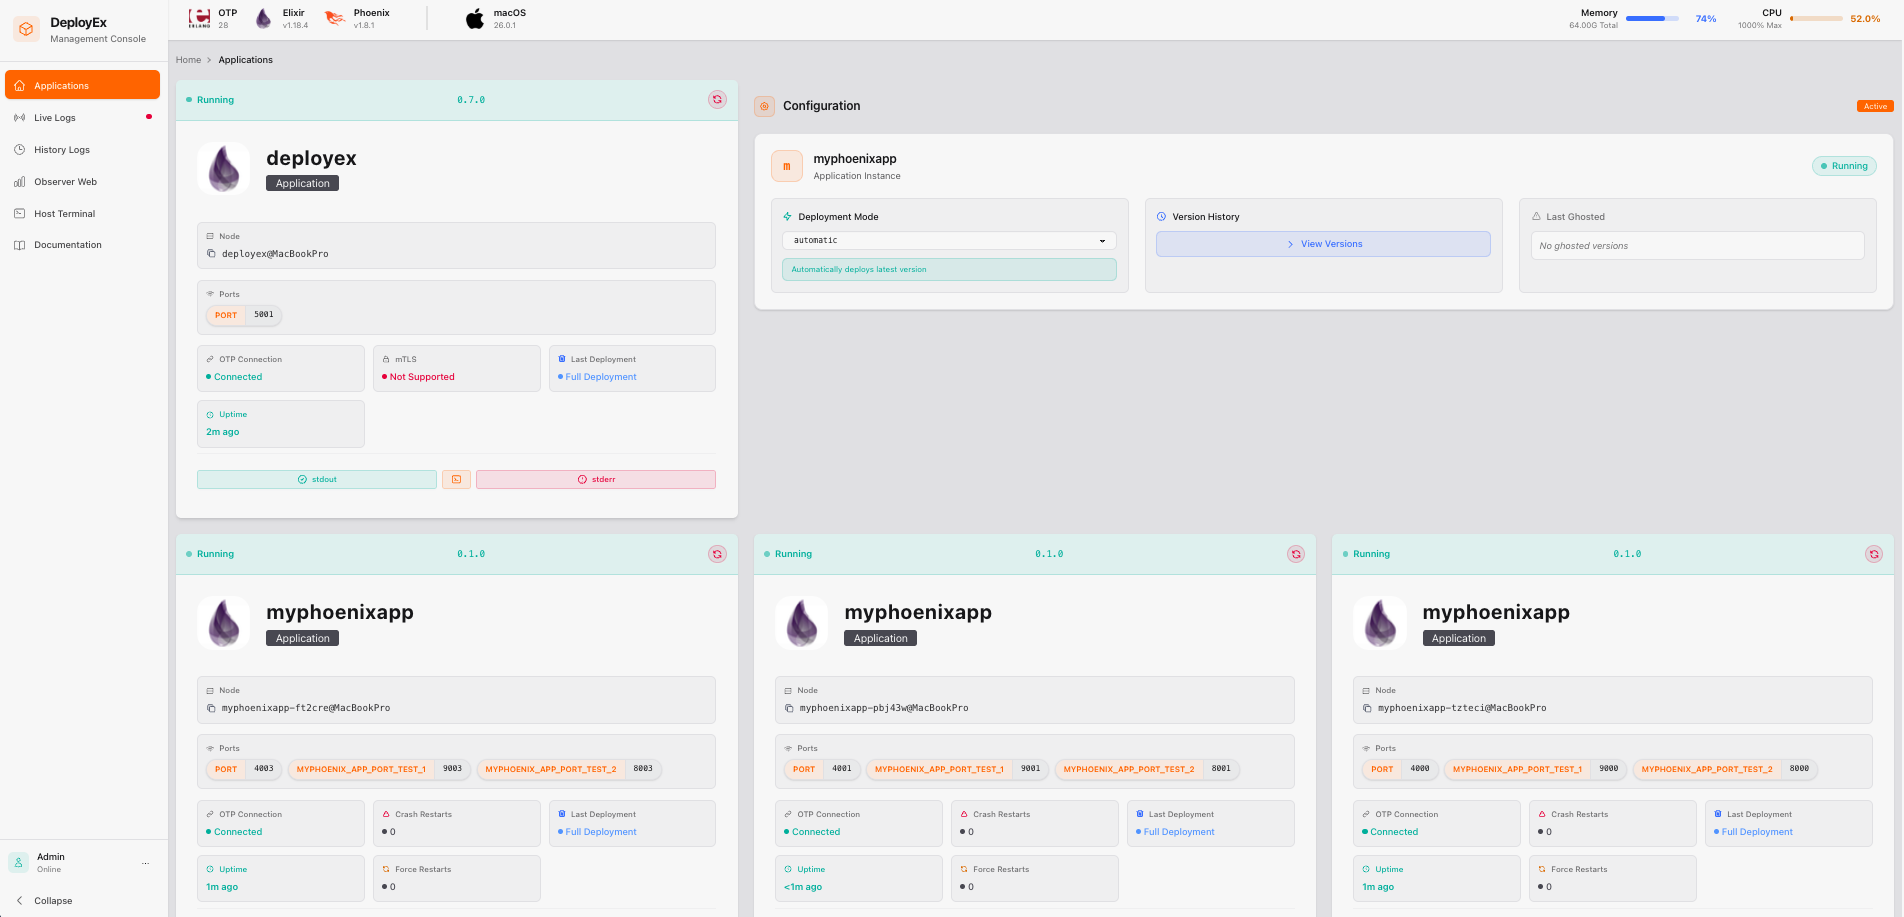 DeployEx
Management Console
Applications
Live Logs
History Logs
Observer Web
Host Terminal
Documentation
Admin
Online
...
Collapse
OTP
28
Elixir
v1.18.4
Phoenix
v1.8.1
macOS
26.0.1
Memory
64.00G Total
74%
CPU
1000% Max
52.0%
Home > Applications
Running
0.7.0
deployex
Application
Node
deployex@MacBookPro
Ports
PORT 5001
OTP Connection
Connected
mTLS
Not Supported
Last Deployment
Full Deployment
Uptime
2m ago
stdout
stderr
Configuration
Active
m
myphoenixapp
Application Instance
Running
Deployment Mode
automatic
Automatically deploys latest version
Version History
View Versions
Last Ghosted
No ghosted versions
Running
0.1.0
myphoenixapp
Application
Node
myphoenixapp-ft2cre@MacBookPro
Ports
PORT 4003 MYPHOENIX_APP_PORT_TEST_1 9003 MYPHOENIX_APP_PORT_TEST_2 8003
OTP Connection
Connected
Crash Restarts
0
Last Deployment
Full Deployment
Uptime
1m ago
Force Restarts
0
Running
0.1.0
myphoenixapp
Application
Node
myphoenixapp-pbj43w@MacBookPro
Ports
PORT 4001 MYPHOENIX_APP_PORT_TEST_1 9001 MYPHOENIX_APP_PORT_TEST_2 8001
OTP Connection
Connected
Crash Restarts
0
Last Deployment
Full Deployment
Uptime
<1m ago
Force Restarts
0
Running
0.1.0
myphoenixapp
Application
Node
myphoenixapp-tzteci@MacBookPro
Ports
PORT 4000 MYPHOENIX_APP_PORT_TEST_1 9000 MYPHOENIX_APP_PORT_TEST_2 8000
OTP Connection
Connected
Crash Restarts
0
Last Deployment
Full Deployment
Uptime
1m ago
Force Restarts
0